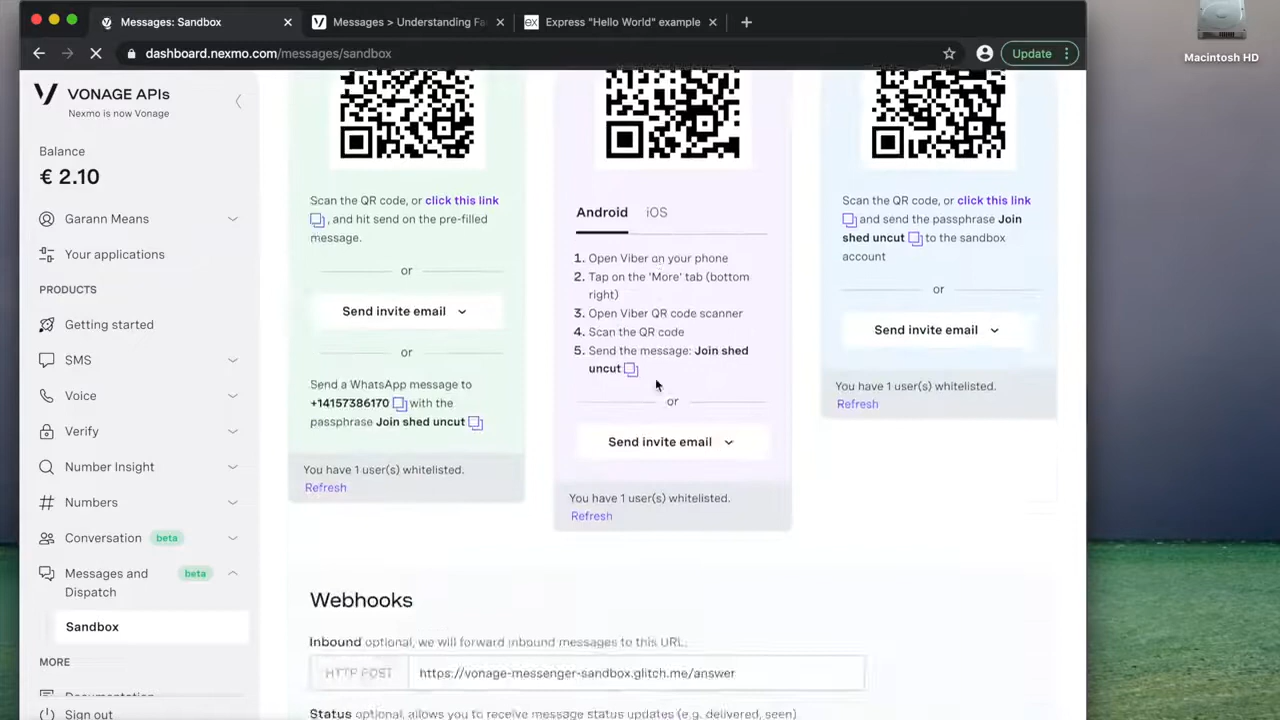 Messages: Sandbox
Messages > Understanding Fa
ex Express "Hello World" example
dashboard.nexmo.com/messages/sandbox
Update
Macintosh HD
VONAGE APIs
Nexmo is now Vonage
Balance
€ 2.10
Garann Means
Your applications
PRODUCTS
Getting started
SMS
Voice
Verify
Number Insight
Numbers
Conversation beta
Messages and beta
Dispatch
Sandbox
MORE
Documentation
Sign out
Scan the QR code, or click this link
, and hit send on the pre-filled
message.
or
Send invite email
or
Send a WhatsApp message to
+14157386170 with the
passphrase Join shed uncut
You have 1 user(s) whitelisted.
Refresh
Android iOS
1. Open Viber on your phone
2. Tap on the 'More' tab (bottom
right)
3. Open Viber QR code scanner
4. Scan the QR code
5. Send the message: Join shed
uncut
or
Send invite email
You have 1 user(s) whitelisted.
Refresh
Scan the QR code, or click this link
and send the passphrase Join
shed uncut to the sandbox
account
or
Send invite email
You have 1 user(s) whitelisted.
Refresh
Webhooks
Inbound optional, we will forward inbound messages to this URL.
HTTP POST https://vonage-messenger-sandbox.glitch.me/answer
Status optional, allows you to receive message status updates (e.g. delivered, seen)